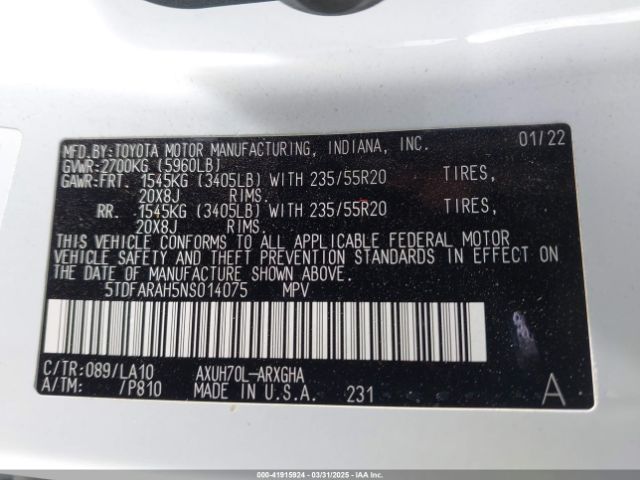 MFD.BY:TOYOTA MOTOR MANUFACTURING, INDIANA, INC. 01/22
GVWR:2700KG (5960LB)
GAWR:FRT. 1545KG (3405LB) WITH 235/55R20 TIRES,
20X8J RIMS.
RR. 1545KG (3405LB) WITH 235/55R20 TIRES,
20X8J RIMS.
THIS VEHICLE CONFORMS TO ALL APPLICABLE FEDERAL MOTOR
VEHICLE SAFETY AND THEFT PREVENTION STANDARDS IN EFFECT ON THE
DATE OF MANUFACTURE SHOWN ABOVE.
5TDFARAH5NS014075 MPV
C/TR:089/LA10 AXUH70L-ARXGHA
A/TM: /P810 MADE IN U.S.A. 231 A
000-41915924 - 03/31/2025 - IAAI